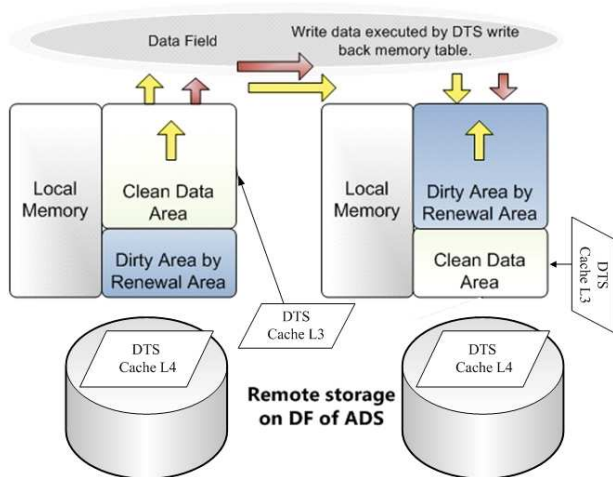 Data Field
Write data executed by DTS write
back memory table.
Local
Memory
Clean Data
Area
Dirty Area by
Renewal Area
Local
Memory
Dirty Area by
Renewal Area
Clean Data
Area
DTS
Cache L3
DTS
Cache L3
DTS
Cache L4
DTS
Cache L4
Remote storage
on DF of ADS